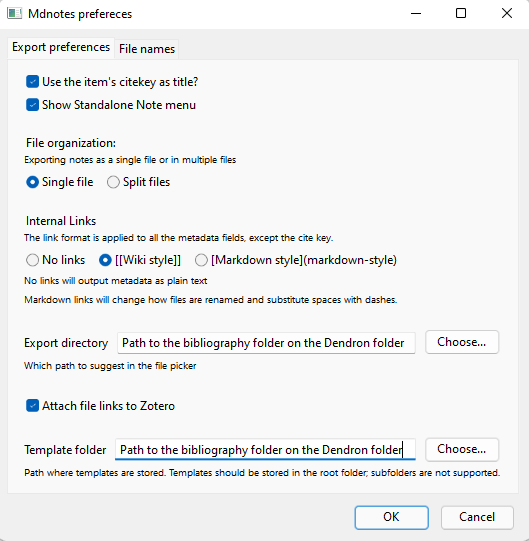 Mdnotes prefereces
Export preferences File names
Use the item's citekey as title?
Show Standalone Note menu
File organization:
Exporting notes as a single file or in multiple files
Single file Split files
Internal Links
The link format is applied to all the metadata fields, except the cite key.
No links [[Wiki style]] [Markdown style](markdown-style)
No links will output metadata as plain text
Markdown links will change how files are renamed and substitute spaces with dashes.
Export directory Path to the bibliography folder on the Dendron folder Choose...
Which path to suggest in the file picker
Attach file links to Zotero
Template folder Path to the bibliography folder on the Dendron folder Choose...
Path where templates are stored. Templates should be stored in the root folder; subfolders are not supported.
OK Cancel